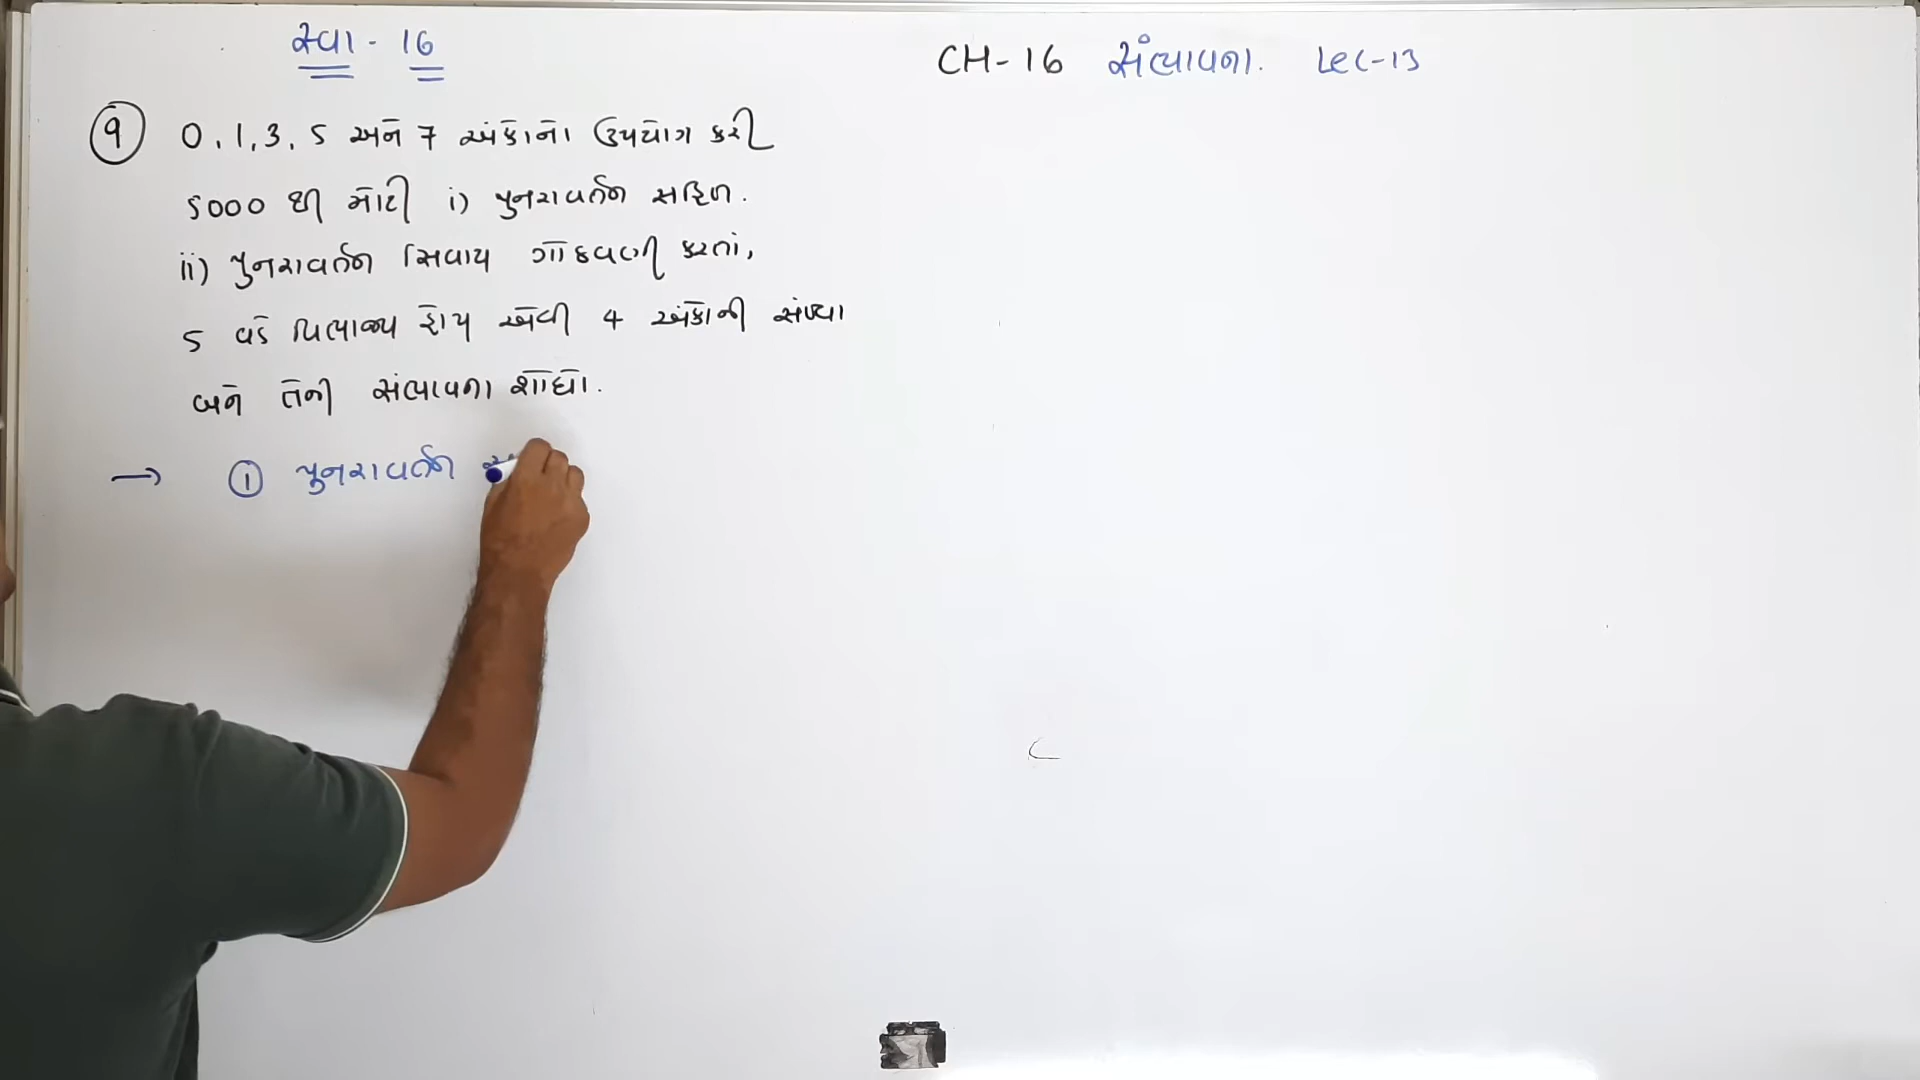 સ્વા - 16
CH-16 સંભાવના. Lec-13
9 0, 1, 3, 5 અને 7 અંકોનો ઉપયોગ કરી
5000 થી મોટી i) પુનરાવર્તન સહિત.
ii) પુનરાવર્તન સિવાય ગોઠવણી કરતાં,
5 વડે વિભાજ્ય હોય એવી 4 અંકોની સંખ્યા
બને તેની સંભાવના શોધો.
→ 1 પુનરાવર્તન